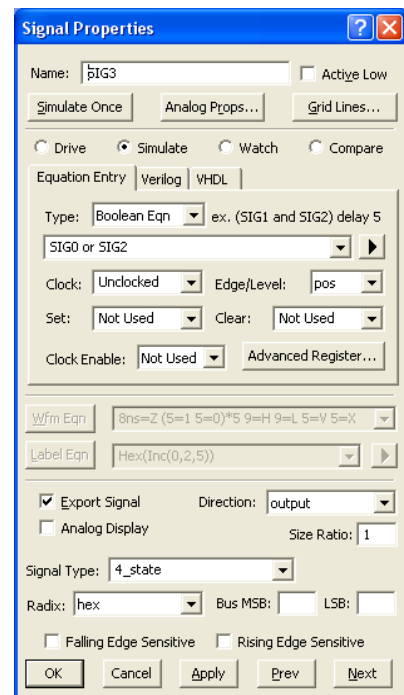 Signal Properties
Name: SIG3 Active Low
Simulate Once Analog Props... Grid Lines...
Drive Simulate Watch Compare
Equation Entry Verilog VHDL
Type: Boolean Eqn ex. (SIG1 and SIG2) delay 5
SIG0 or SIG2
Clock: Unclocked Edge/Level: pos
Set: Not Used Clear: Not Used
Clock Enable: Not Used Advanced Register...
Wfm Eqn 8ns=Z (5=1 5=0)*5 9=H 9=L 5=V 5=X
Label Eqn Hex(Inc(0,2,5))
Export Signal Direction: output
Analog Display Size Ratio: 1
Signal Type: 4_state
Radix: hex Bus MSB: LSB:
Falling Edge Sensitive Rising Edge Sensitive
OK Cancel Apply Prev Next